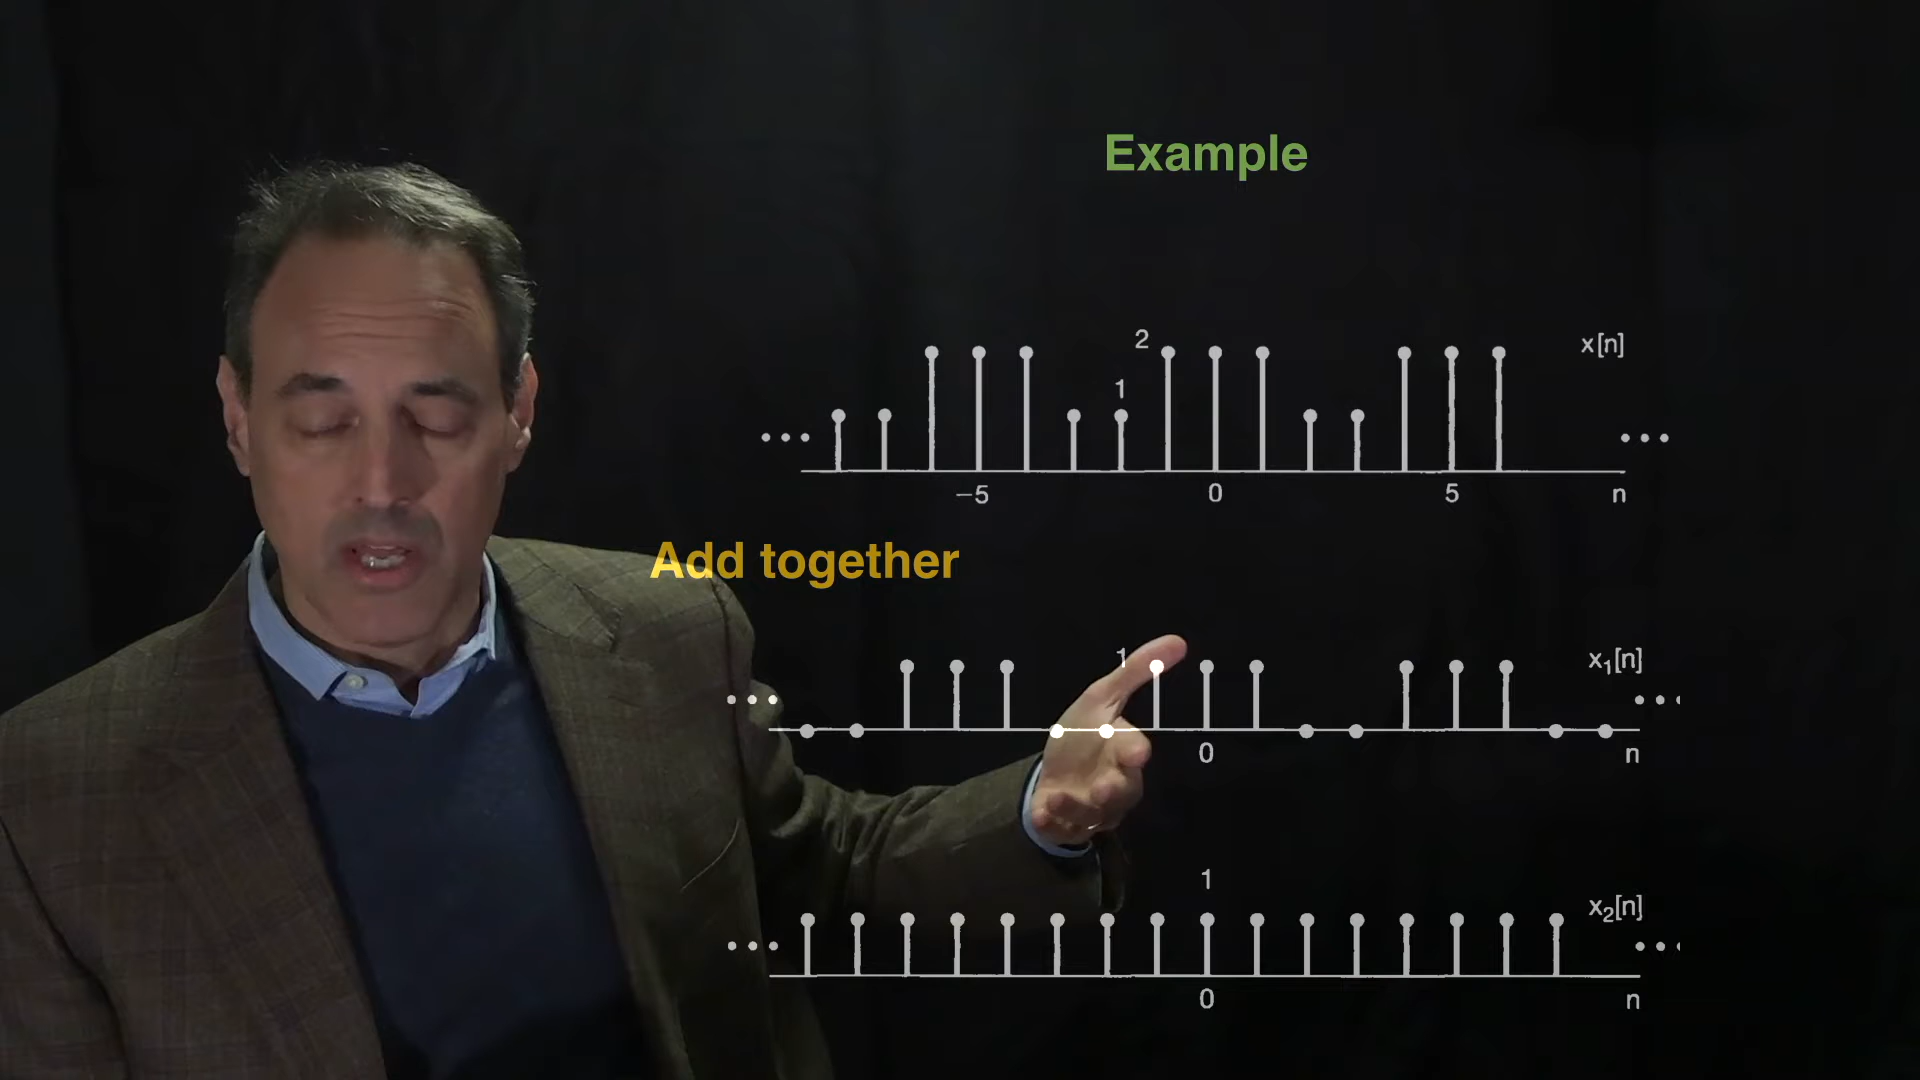 Example
2
x[n]
1
...
...
−5
0
5
n
Add together
1
x₁[n]
...
...
0
n
1
x₂[n]
...
...
0
n